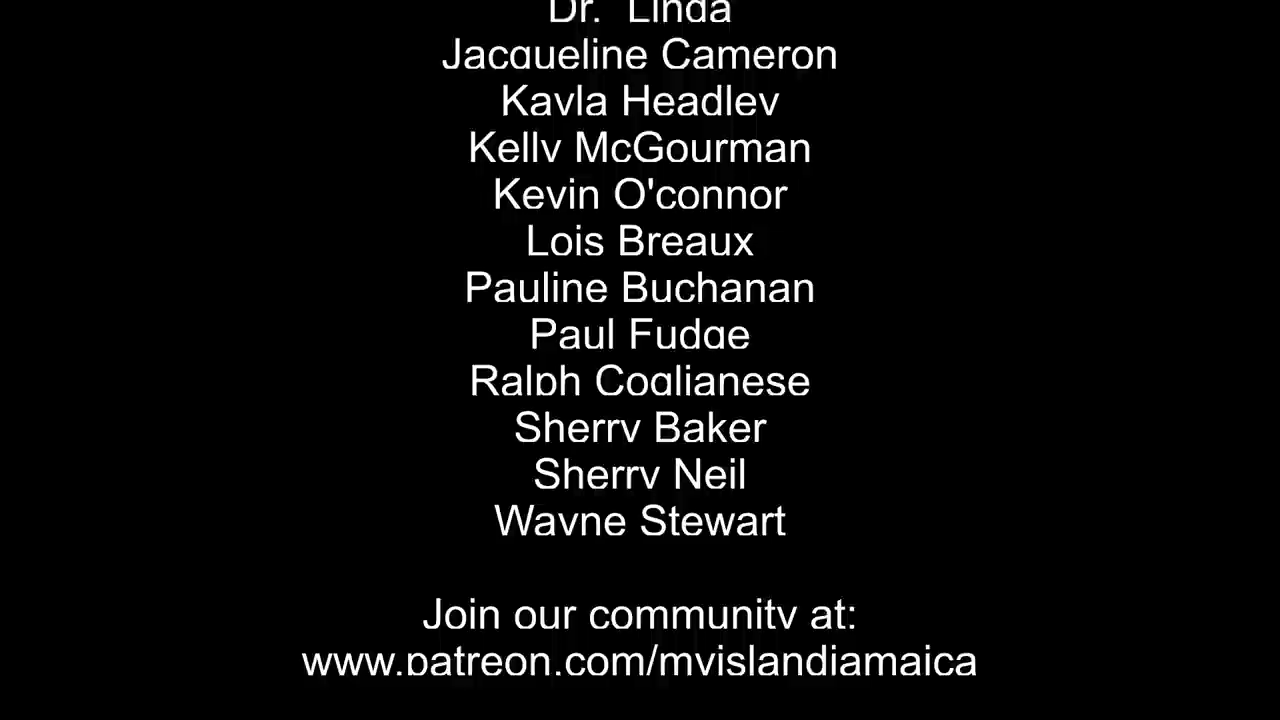 Dr. Linda
Jacqueline Cameron
Kayla Headley
Kelly McGourman
Kevin O'connor
Lois Breaux
Pauline Buchanan
Paul Fudge
Ralph Coglianese
Sherry Baker
Sherry Neil
Wayne Stewart
Join our community at:
www.patreon.com/myislandjamaica